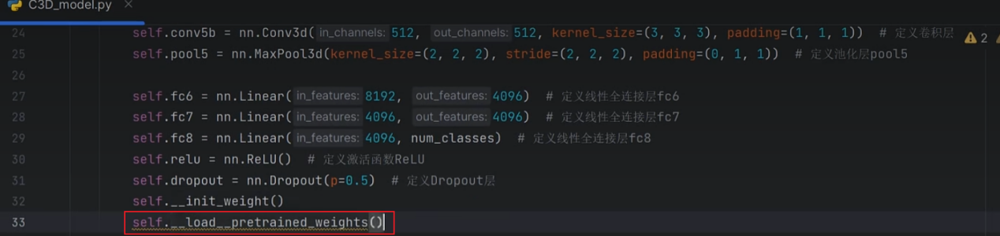 C3D_model.py ×
24 self.conv5b = nn.Conv3d(in_channels: 512, out_channels: 512, kernel_size=(3, 3, 3), padding=(1, 1, 1)) # 定义卷积层
2
25 self.pool5 = nn.MaxPool3d(kernel_size=(2, 2, 2), stride=(2, 2, 2), padding=(0, 1, 1)) # 定义池化层pool5
26
27 self.fc6 = nn.Linear(in_features: 8192, out_features: 4096) # 定义线性全连接层fc6
28 self.fc7 = nn.Linear(in_features: 4096, out_features: 4096) # 定义线性全连接层fc7
29 self.fc8 = nn.Linear(in_features: 4096, num_classes) # 定义线性全连接层fc8
30 self.relu = nn.ReLU() # 定义激活函数ReLU
31 self.dropout = nn.Dropout(p=0.5) # 定义Dropout层
32 self.__init_weight()
33 self.__load__pretrained_weights()